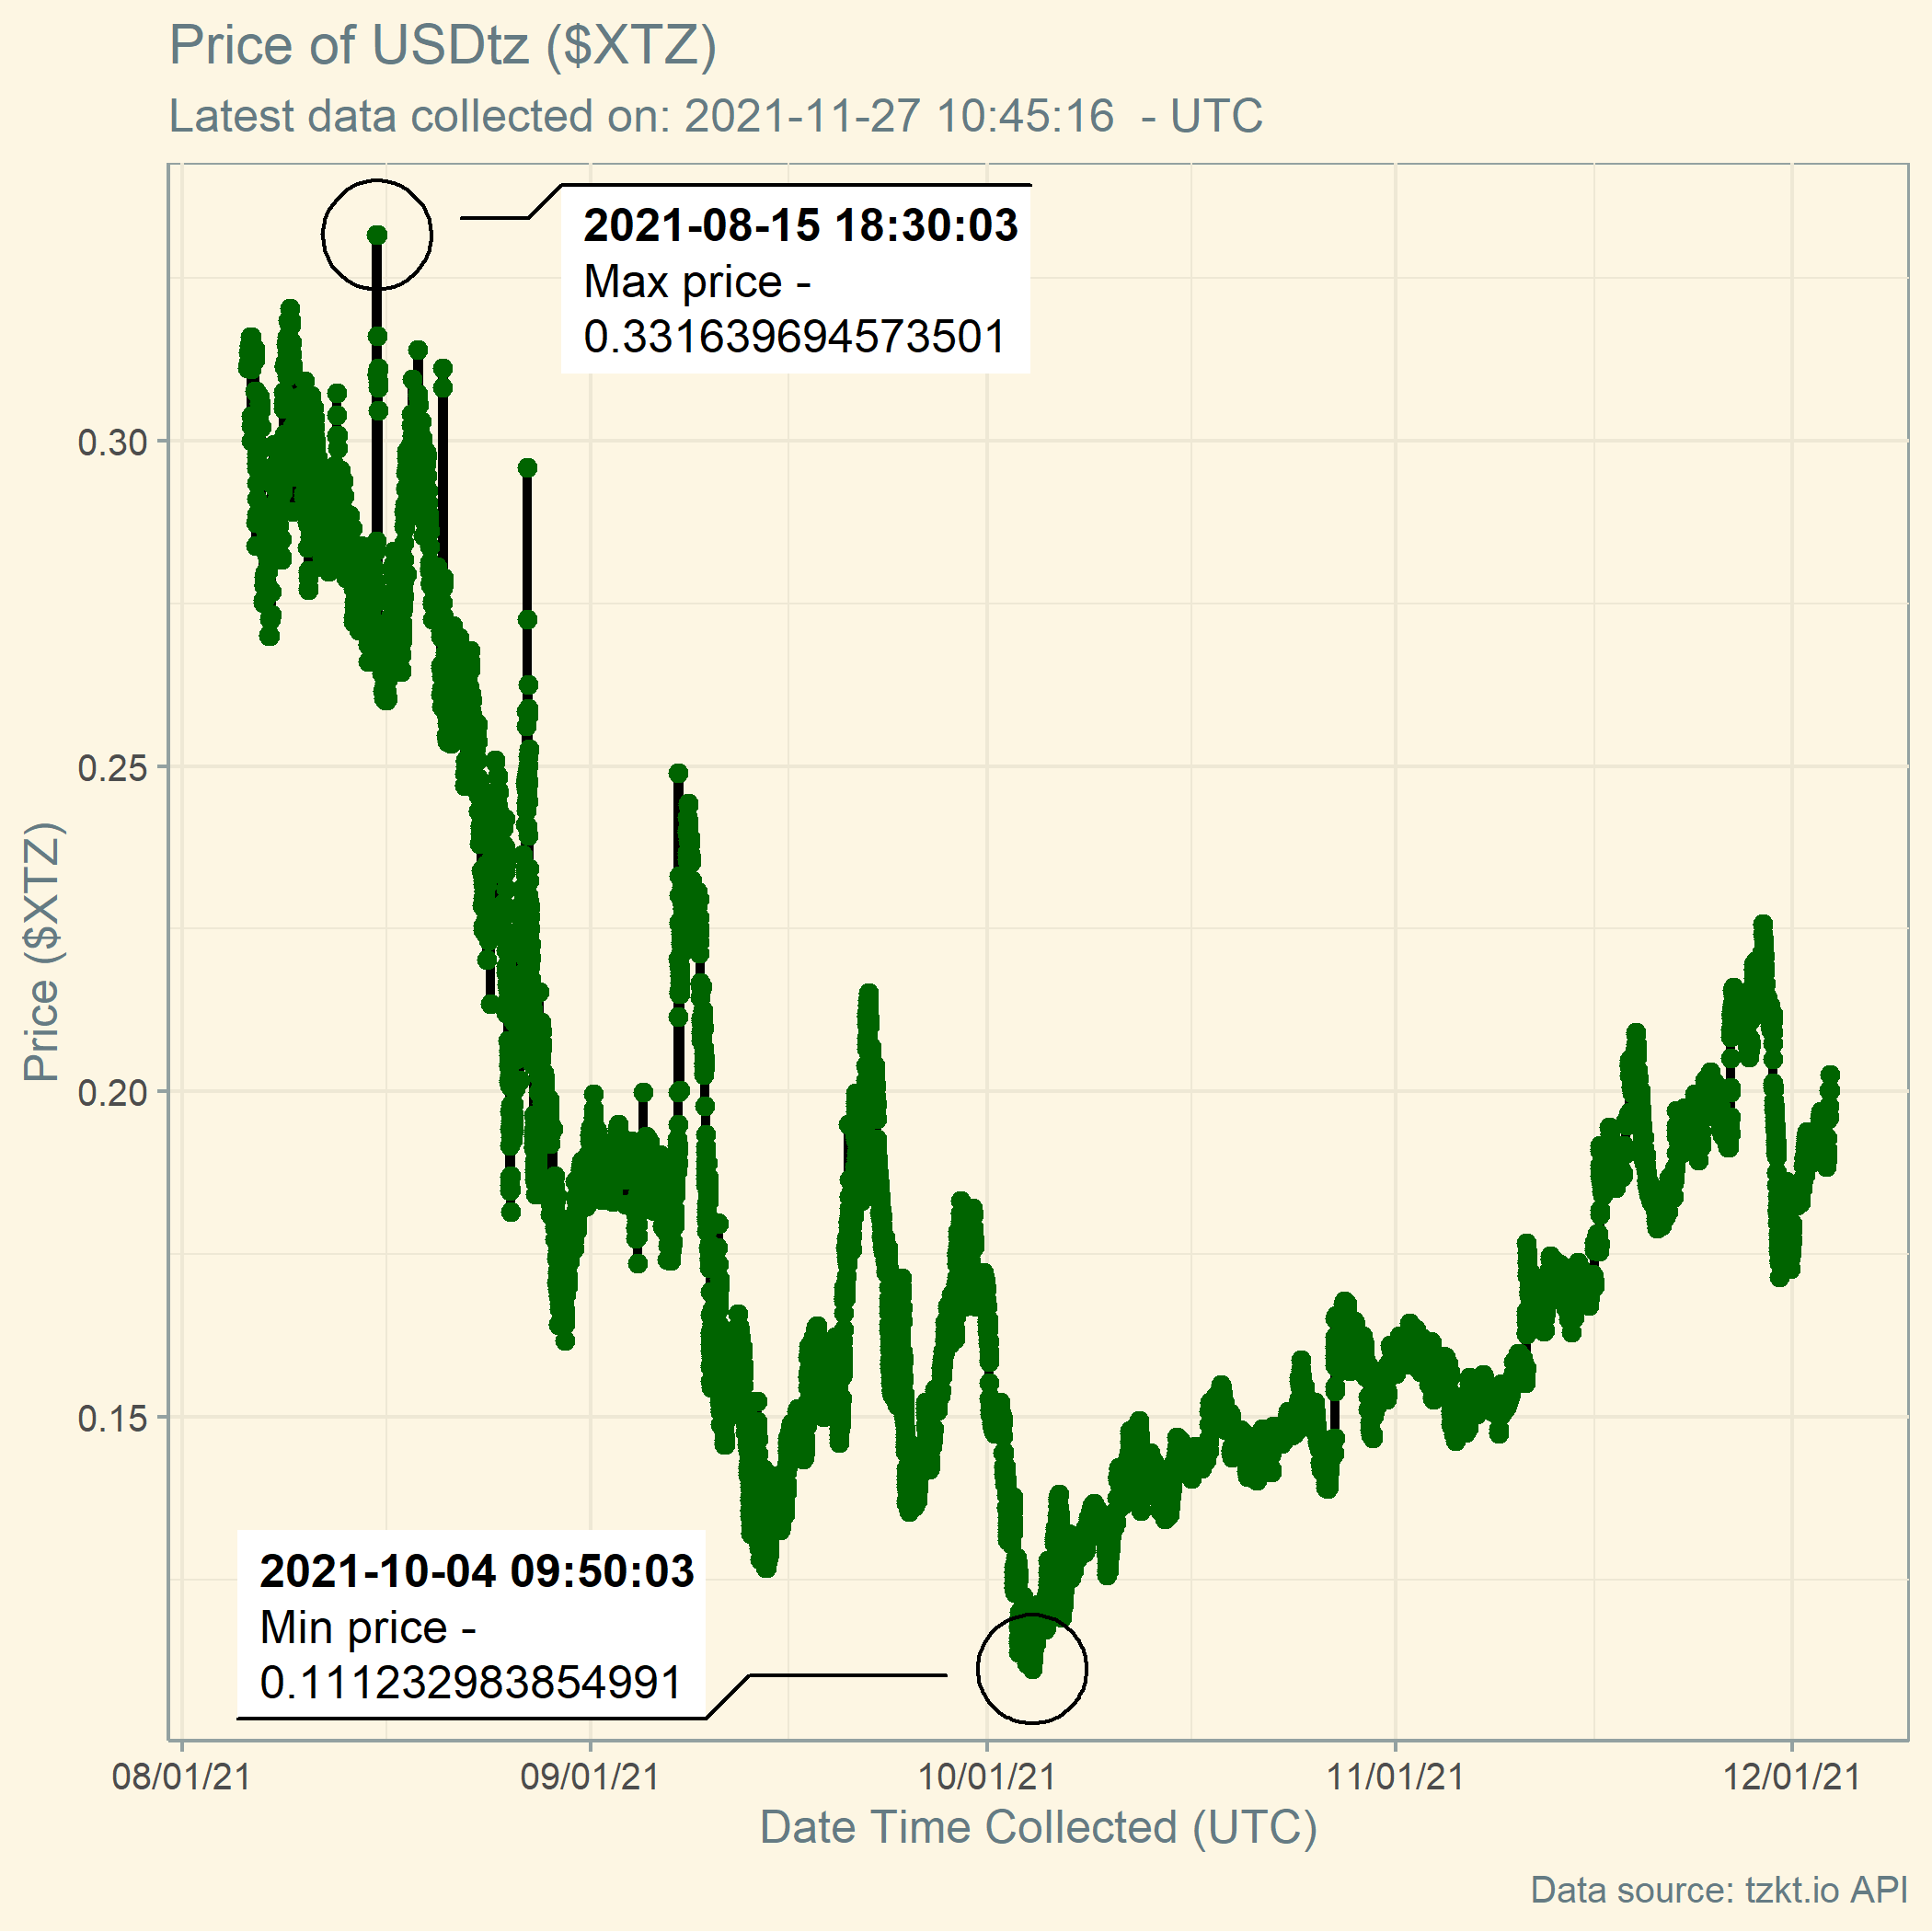 Price of USDtz ($XTZ)
Latest data collected on: 2021-11-27 10:45:16  - UTC
2021-08-15 18:30:03
Max price -
0.331639694573501
0.30
0.25
0.20
0.15
Price ($XTZ)
2021-10-04 09:50:03
Min price -
0.111232983854991
08/01/21
09/01/21
10/01/21
11/01/21
12/01/21
Date Time Collected (UTC)
Data source: tzkt.io API